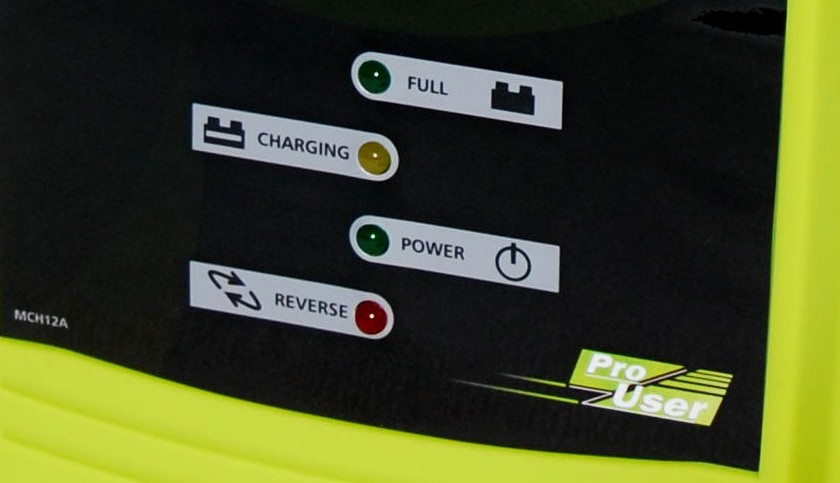 FULL
CHARGING
POWER
REVERSE
MCH12A
Pro
User